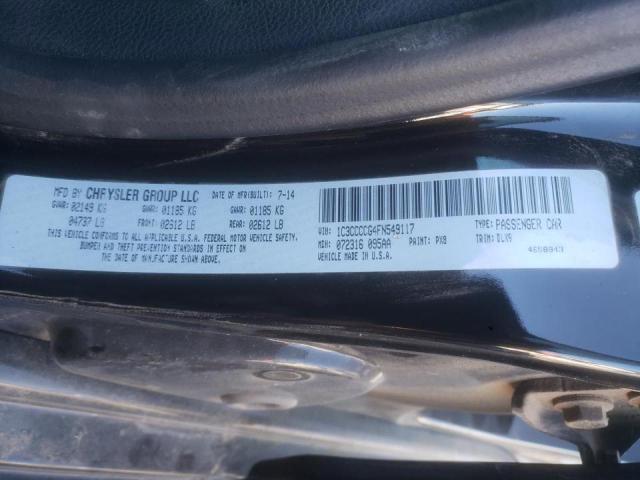 MFD BY CHRYSLER GROUP LLC DATE OF MFR(BUILT): 7-14
GVWR: 02149 KG GAWR: 01185 KG GAWR: 01185 KG
04737 LB FRONT: 02612 LB REAR: 02612 LB
THIS VEHICLE CONFORMS TO ALL APPLICABLE FEDERAL MOTOR VEHICLE SAFETY,
BUMPER AND THEFT PREVENTION STANDARDS IN EFFECT ON
THE DATE OF MANUFACTURE SHOWN ABOVE.
VIN: 1C3CCCCG4FN549117 TYPE: PASSENGER CAR
MDH: 072316 095AA PAINT: PX8 TRIM: DLX9
VEHICLE MADE IN U.S.A.